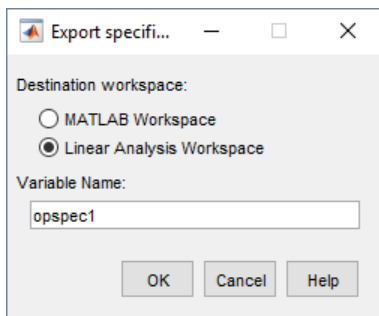 Export specifi...
Destination workspace:
MATLAB Workspace
Linear Analysis Workspace
Variable Name:
opspec1
OK Cancel Help